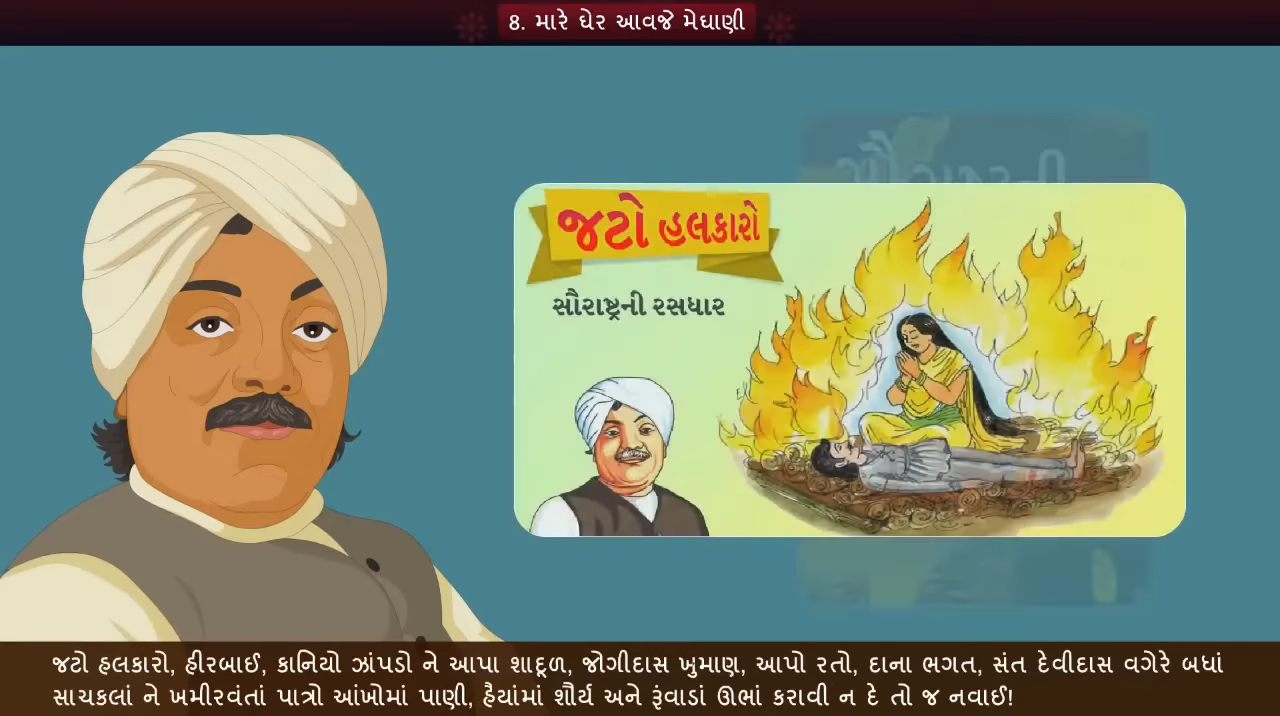 8. મારે ઘેર આવજે મેઘાણી
સૌરાષ્ટ્રની
જટો હલકારો
સૌરાષ્ટ્રની રસધાર
જટો હલકારો, હીરબાઈ, કાનિયો ઝાંપડો ને આપા શાદૂળ, જોગીદાસ ખુમાણ, આપો રતો, દાના ભગત, સંત દેવીદાસ વગેરે બધાં
સાચકલાં ને ખમીરવંતાં પાત્રો આંખોમાં પાણી, હૈયાંમાં શૌર્ય અને રૂંવાડાં ઊભાં કરાવી ન દે તો જ નવાઈ!